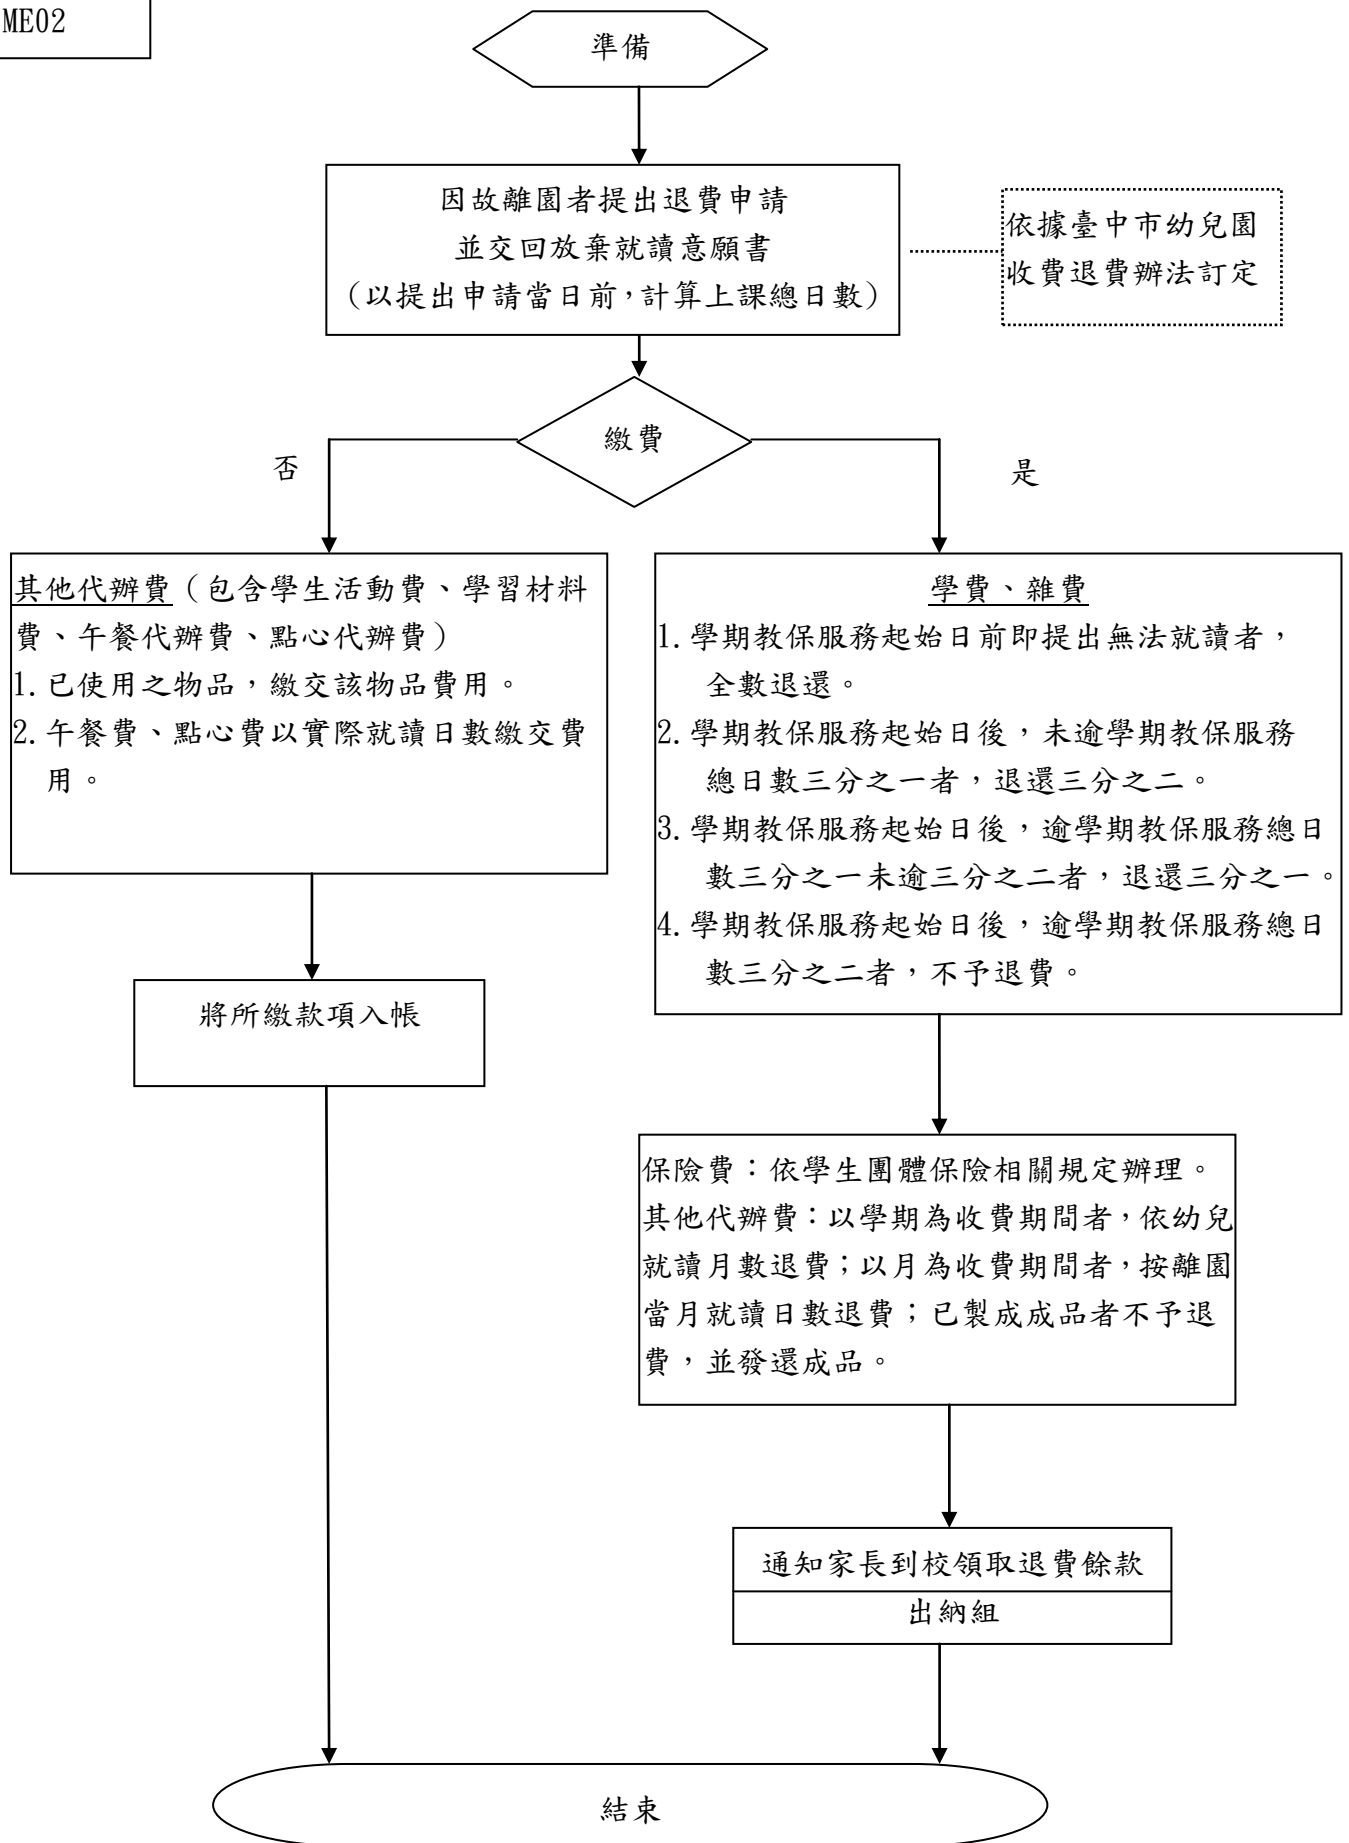 ME02
準備
因故離園者提出退費申請
並交回放棄就讀意願書
（以提出申請當日前，計算上課總日數）
依據臺中市幼兒園
收費退費辦法訂定
繳費
否
是
其他代辦費（包含學生活動費、學習材料
費、午餐代辦費、點心代辦費）
1.已使用之物品，繳交該物品費用。
2.午餐費、點心費以實際就讀日數繳交費
用。
將所繳款項入帳
學費、雜費
1.學期教保服務起始日前即提出無法就讀者，
全數退還。
2.學期教保服務起始日後，未逾學期教保服務
總日數三分之一者，退還三分之二。
3.學期教保服務起始日後，逾學期教保服務總日
數三分之一未逾三分之二者，退還三分之一。
4.學期教保服務起始日後，逾學期教保服務總日
數三分之二者，不予退費。
保險費：依學生團體保險相關規定辦理。
其他代辦費：以學期為收費期間者，依幼兒
就讀月數退費；以月為收費期間者，按離園
當月就讀日數退費；已製成成品者不予退
費，並發還成品。
通知家長到校領取退費餘款
出納組
結束